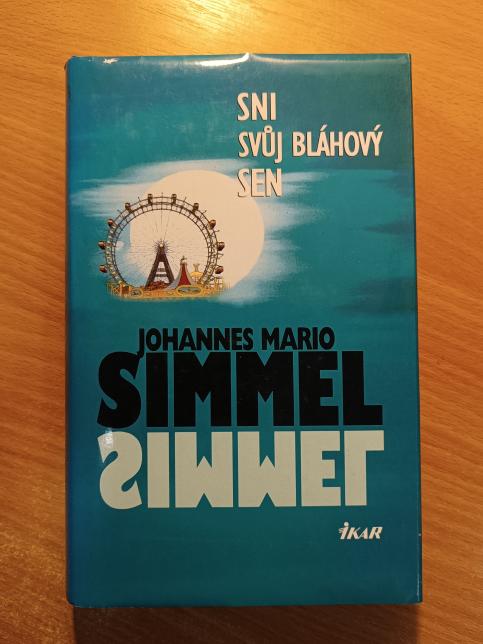 SNI
SVŮJ BLÁHOVÝ
SEN
JOHANNES MARIO
SIMMEL
SIMMEL
IKAR